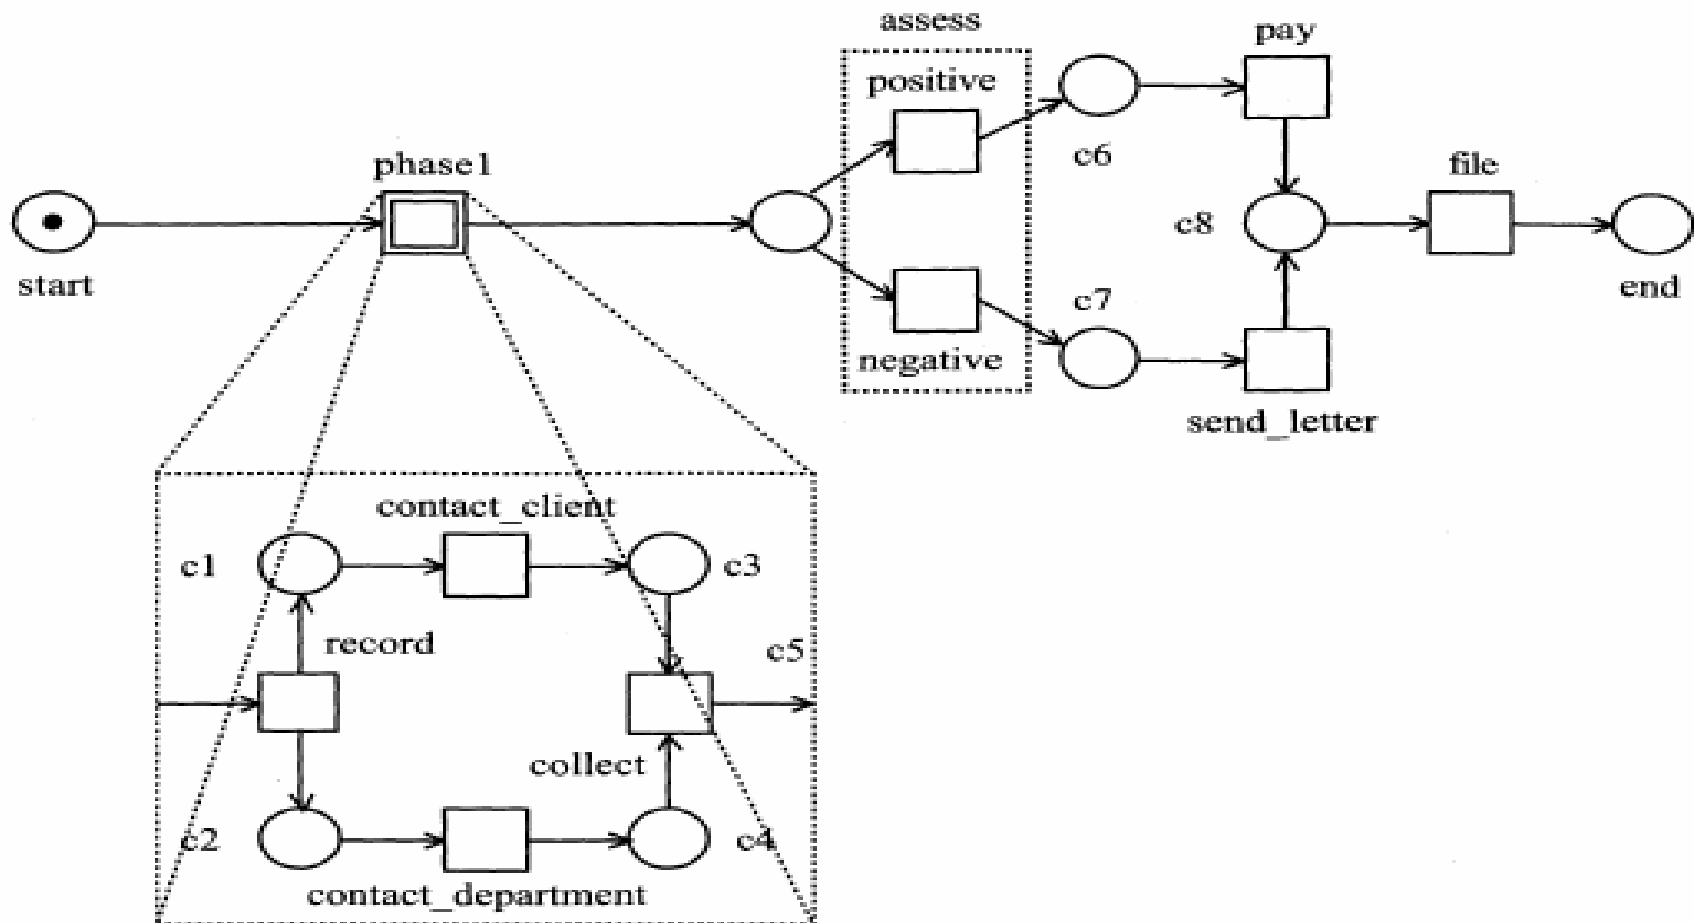 assess
pay
positive
phase1
c6
file
c8
start
c7
end
negative
send_letter
contact_client
c1
c3
record
c5
collect
c2
c4
contact_department